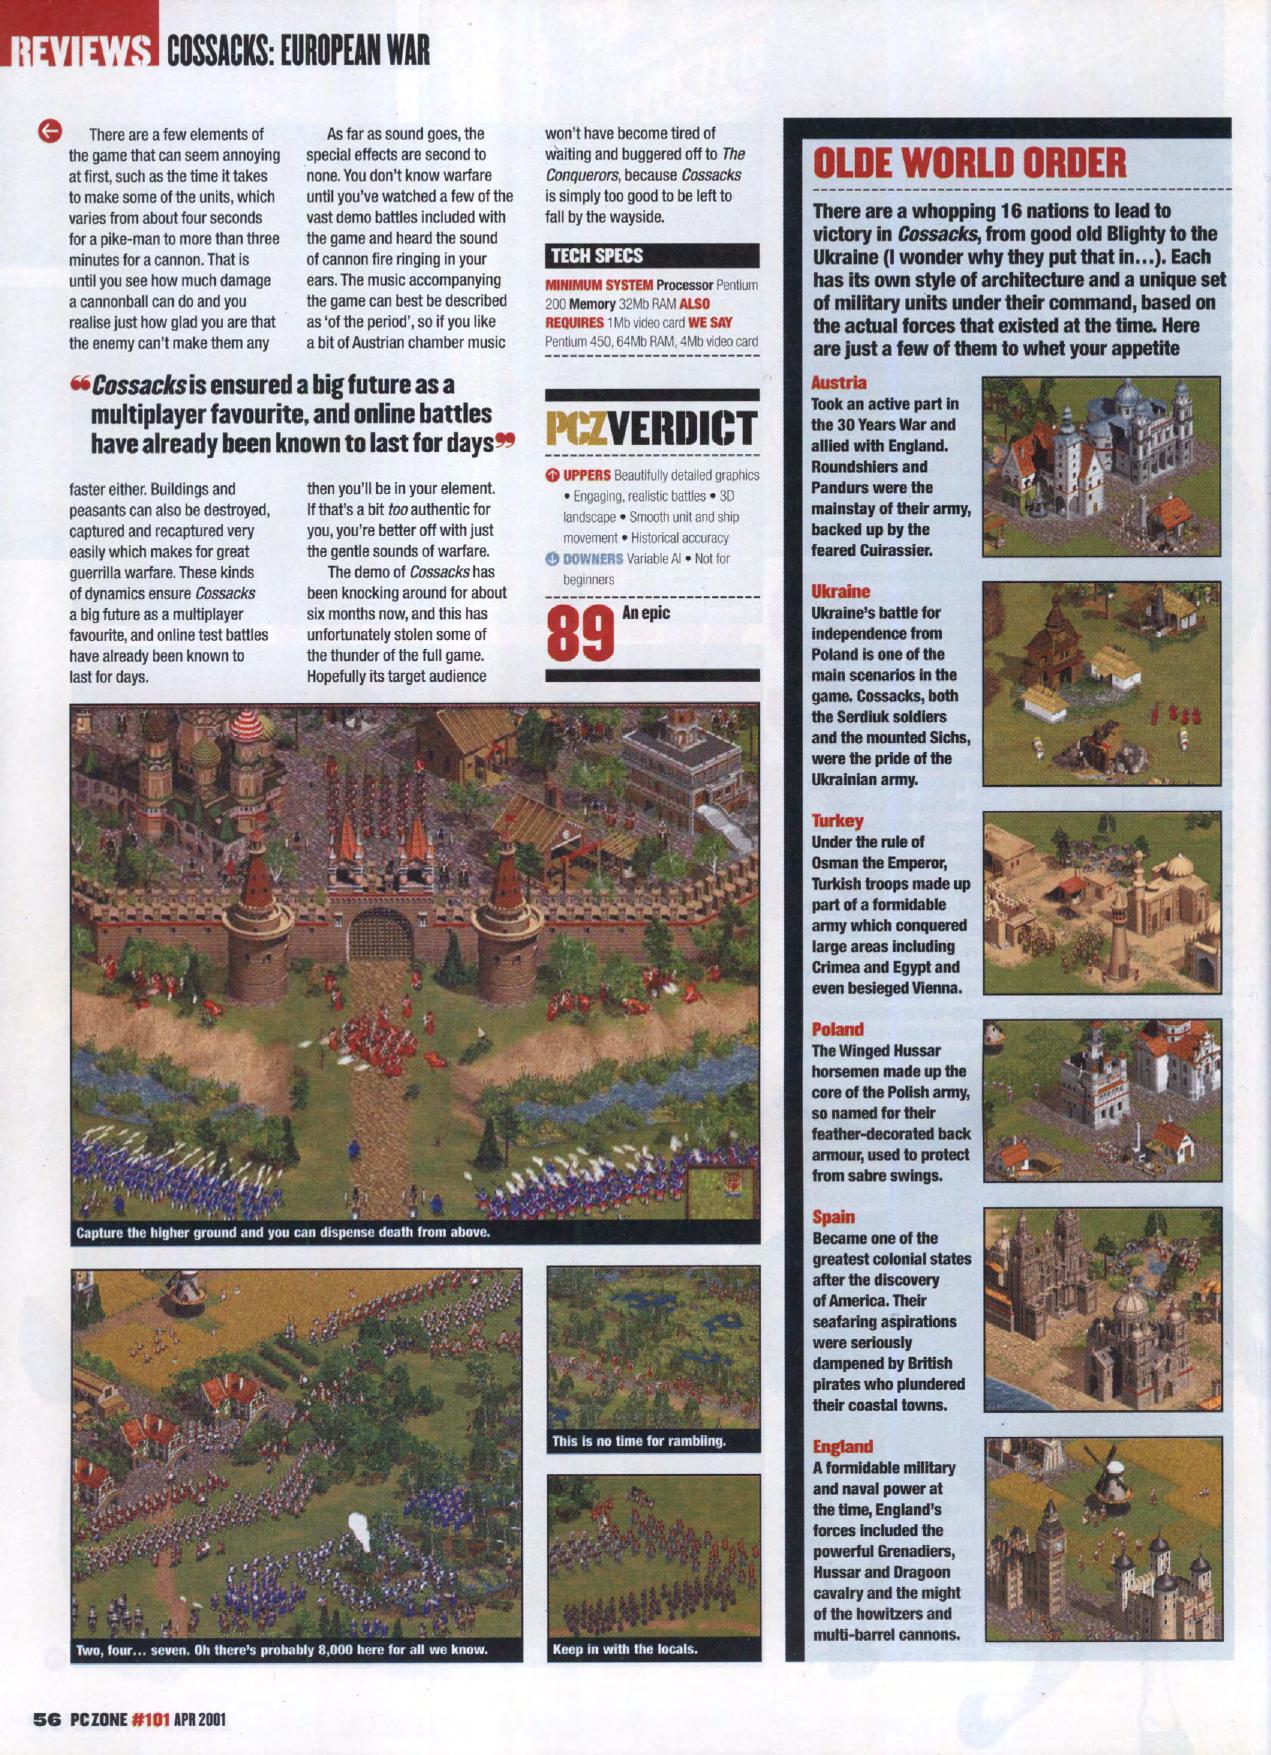 REVIEWS COSSACKS: EUROPEAN WAR
There are a few elements of
the game that can seem annoying
at first, such as the time it takes
to make some of the units, which
varies from about four seconds
for a pike-man to more than three
minutes for a cannon. That is
until you see how much damage
a cannonball can do and you
realise just how glad you are that
the enemy can't make them any
As far as sound goes, the
special effects are second to
none. You don't know warfare
until you've watched a few of the
vast demo battles included with
the game and heard the sound
of cannon fire ringing in your
ears. The music accompanying
the game can best be described
as 'of the period', so if you like
a bit of Austrian chamber music
“Cossacks is ensured a big future as a
multiplayer favourite, and online battles
have already been known to last for days”
faster either. Buildings and
peasants can also be destroyed,
captured and recaptured very
easily which makes for great
guerrilla warfare. These kinds
of dynamics ensure Cossacks
a big future as a multiplayer
favourite, and online test battles
have already been known to
last for days.
then you'll be in your element.
If that's a bit too authentic for
you, you're better off with just
the gentle sounds of warfare.
The demo of Cossacks has
been knocking around for about
six months now, and this has
unfortunately stolen some of
the thunder of the full game.
Hopefully its target audience
won't have become tired of
waiting and buggered off to The
Conquerors, because Cossacks
is simply too good to be left to
fall by the wayside.
TECH SPECS
MINIMUM SYSTEM Processor Pentium
200 Memory 32Mb RAM ALSO
REQUIRES 1Mb video card WE SAY
Pentium 450, 64Mb RAM, 4Mb video card
PCZVERDICT
UPPERS Beautifully detailed graphics
• Engaging, realistic battles • 3D
landscape • Smooth unit and ship
movement • Historical accuracy
DOWNERS Variable AI • Not for
beginners
89 An epic
Capture the higher ground and you can dispense death from above.
Two, four... seven. Oh there's probably 8,000 here for all we know.
This is no time for rambling.
Keep in with the locals.
OLDE WORLD ORDER
There are a whopping 16 nations to lead to
victory in Cossacks, from good old Blighty to the
Ukraine (I wonder why they put that in...). Each
has its own style of architecture and a unique set
of military units under their command, based on
the actual forces that existed at the time. Here
are just a few of them to whet your appetite
Austria
Took an active part in
the 30 Years War and
allied with England.
Roundshiers and
Pandurs were the
mainstay of their army,
backed up by the
feared Cuirassier.
Ukraine
Ukraine's battle for
independence from
Poland is one of the
main scenarios in the
game. Cossacks, both
the Serdiuk soldiers
and the mounted Sichs,
were the pride of the
Ukrainian army.
Turkey
Under the rule of
Osman the Emperor,
Turkish troops made up
part of a formidable
army which conquered
large areas including
Crimea and Egypt and
even besieged Vienna.
Poland
The Winged Hussar
horsemen made up the
core of the Polish army,
so named for their
feather-decorated back
armour, used to protect
from sabre swings.
Spain
Became one of the
greatest colonial states
after the discovery
of America. Their
seafaring aspirations
were seriously
dampened by British
pirates who plundered
their coastal towns.
England
A formidable military
and naval power at
the time, England's
forces included the
powerful Grenadiers,
Hussar and Dragoon
cavalry and the might
of the howitzers and
multi-barrel cannons.
56 PC ZONE #101 APR 2001